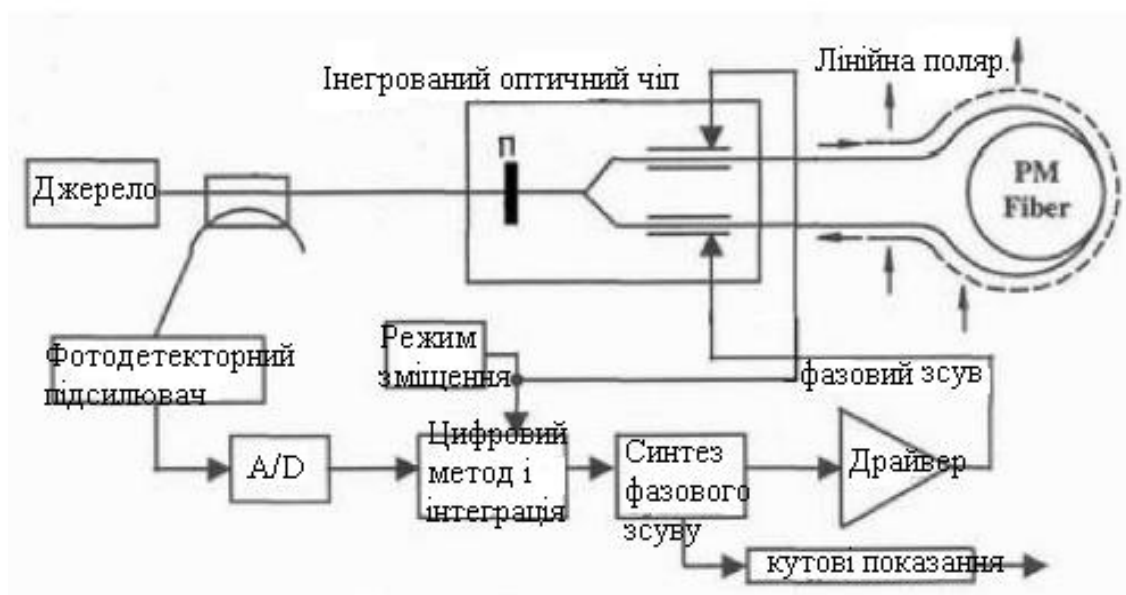 Лінійна поляр.
Інегрований оптичний чіп
П
Джерело
PM
Fiber
Фотодетекторний
підсилювач
Режим
зміщення
фазовий зсув
A/D
Цифровий
метод і
інтеграція
Синтез
фазового
зсуву
Драйвер
кутові показання